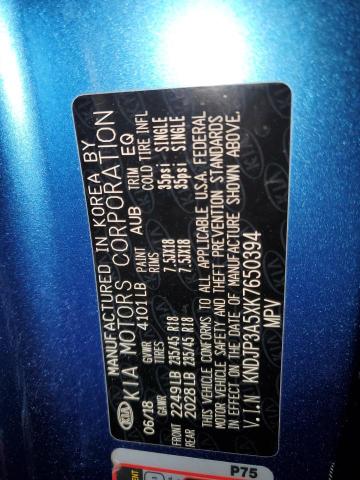 MANUFACTURED IN KOREA BY
KIA KIA MOTORS CORPORATION
06/18 GVWR 4101LB PAINT AUB TRIM EQ
GAWR TIRES RIMS COLD TIRE INFL
FRONT 2249LB 235/45 R18 7.5JX18 35psi SINGLE
REAR 2028LB 235/45 R18 7.5JX18 35psi SINGLE
THIS VEHICLE CONFORMS TO ALL APPLICABLE U.S.A. FEDERAL
MOTOR VEHICLE SAFETY AND THEFT PREVENTION STANDARDS
IN EFFECT ON THE DATE OF MANUFACTURE SHOWN ABOVE.
V.I.N KNDJP3A5XK7650394
MPV
P75